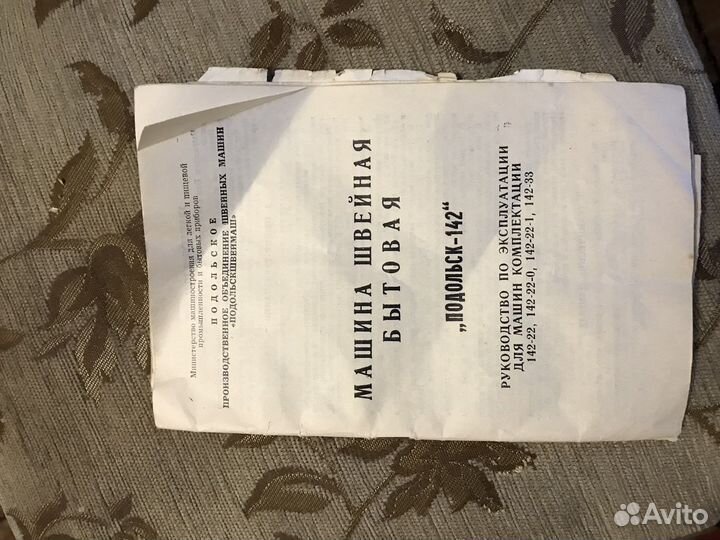 Министерство машиностроения для легкой и пищевой
промышленности и бытовых приборов
ПОДОЛЬСКОЕ
ПРОИЗВОДСТВЕННОЕ ОБЪЕДИНЕНИЕ ШВЕЙНЫХ МАШИН
«ПОДОЛЬСКШВЕЙМАШ»
МАШИНА ШВЕЙНАЯ
БЫТОВАЯ
„ПОДОЛЬСК-142“
РУКОВОДСТВО ПО ЭКСПЛУАТАЦИИ
ДЛЯ МАШИН КОМПЛЕКТАЦИИ
142-22, 142-22-0, 142-22-1, 142-33
Avito